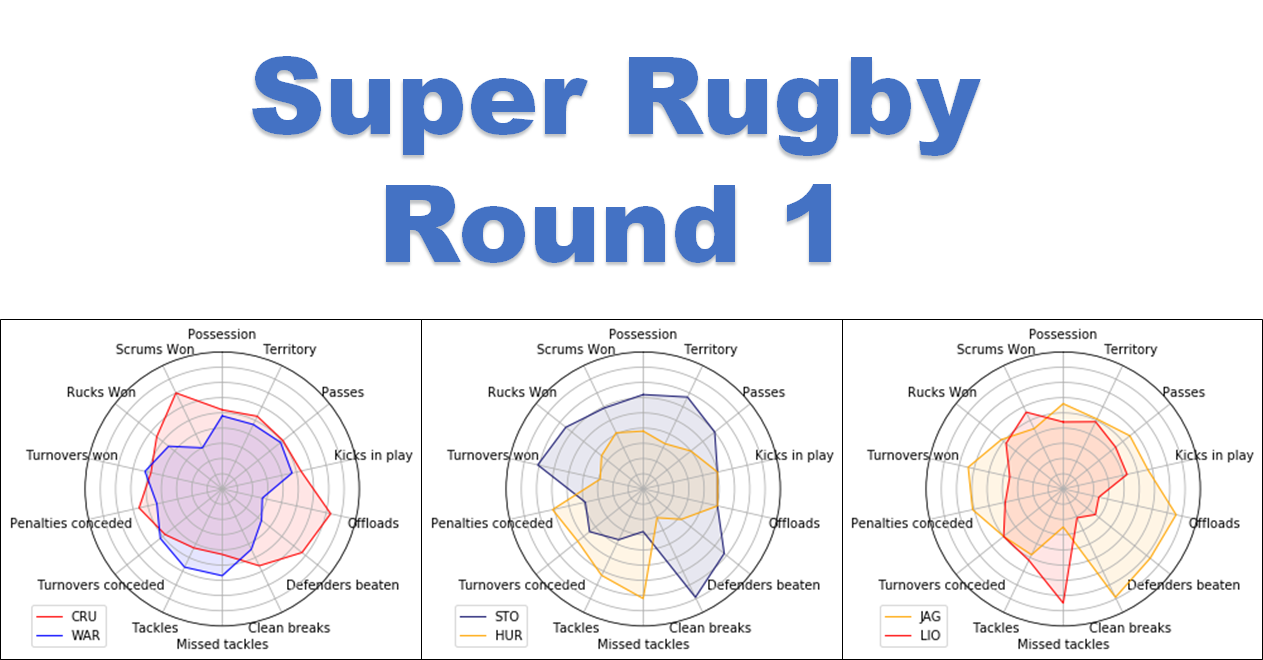 Super Rugby
Round 1
Possession
Scrums Won
Territory
Rucks Won
Passes
Turnovers won
Kicks in play
Penalties conceded
Offloads
Turnovers conceded
Defenders beaten
Tackles
Clean breaks
Missed tackles
CRU
WAR
Possession
Scrums Won
Territory
Rucks Won
Passes
Turnovers won
Kicks in play
Penalties conceded
Offloads
Turnovers conceded
Defenders beaten
Tackles
Clean breaks
Missed tackles
STO
HUR
Possession
Scrums Won
Territory
Rucks Won
Passes
Turnovers won
Kicks in play
Penalties conceded
Offloads
Turnovers conceded
Defenders beaten
Tackles
Clean breaks
Missed tackles
JAG
LIO